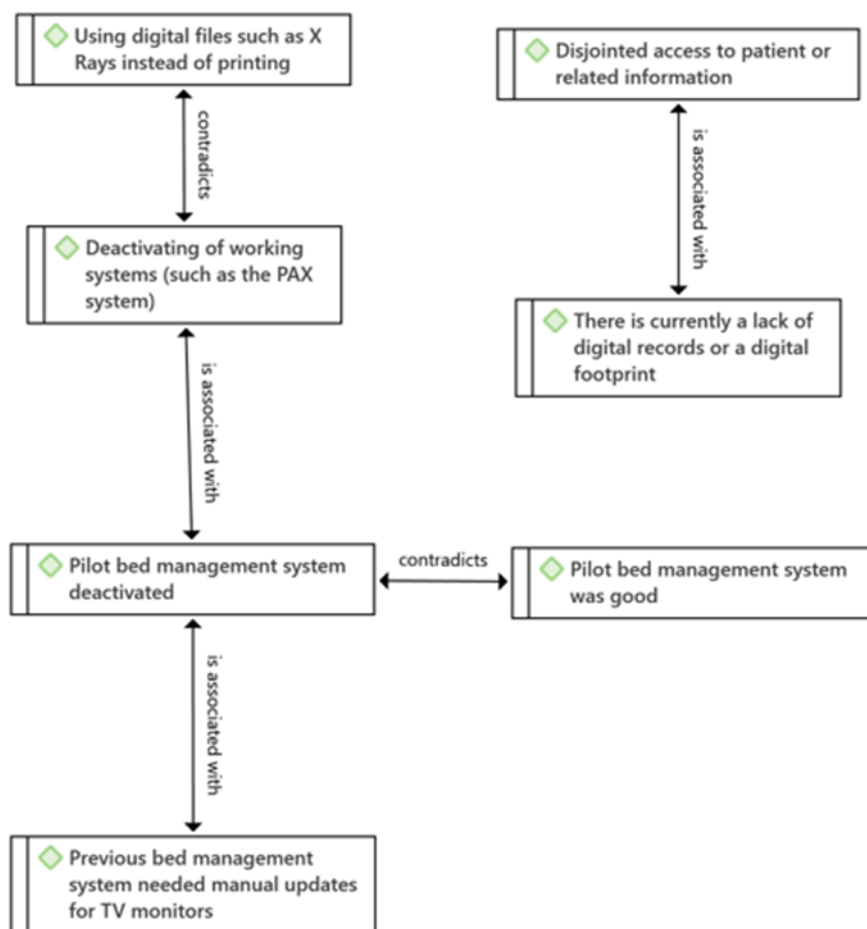 Using digital files such as X
Rays instead of printing
Disjointed access to patient or
related information
contradicts
is associated with
Deactivating of working
systems (such as the PAX
system)
There is currently a lack of
digital records or a digital
footprint
is associated with
Pilot bed management system
deactivated
contradicts
Pilot bed management system
was good
is associated with
Previous bed management
system needed manual updates
for TV monitors